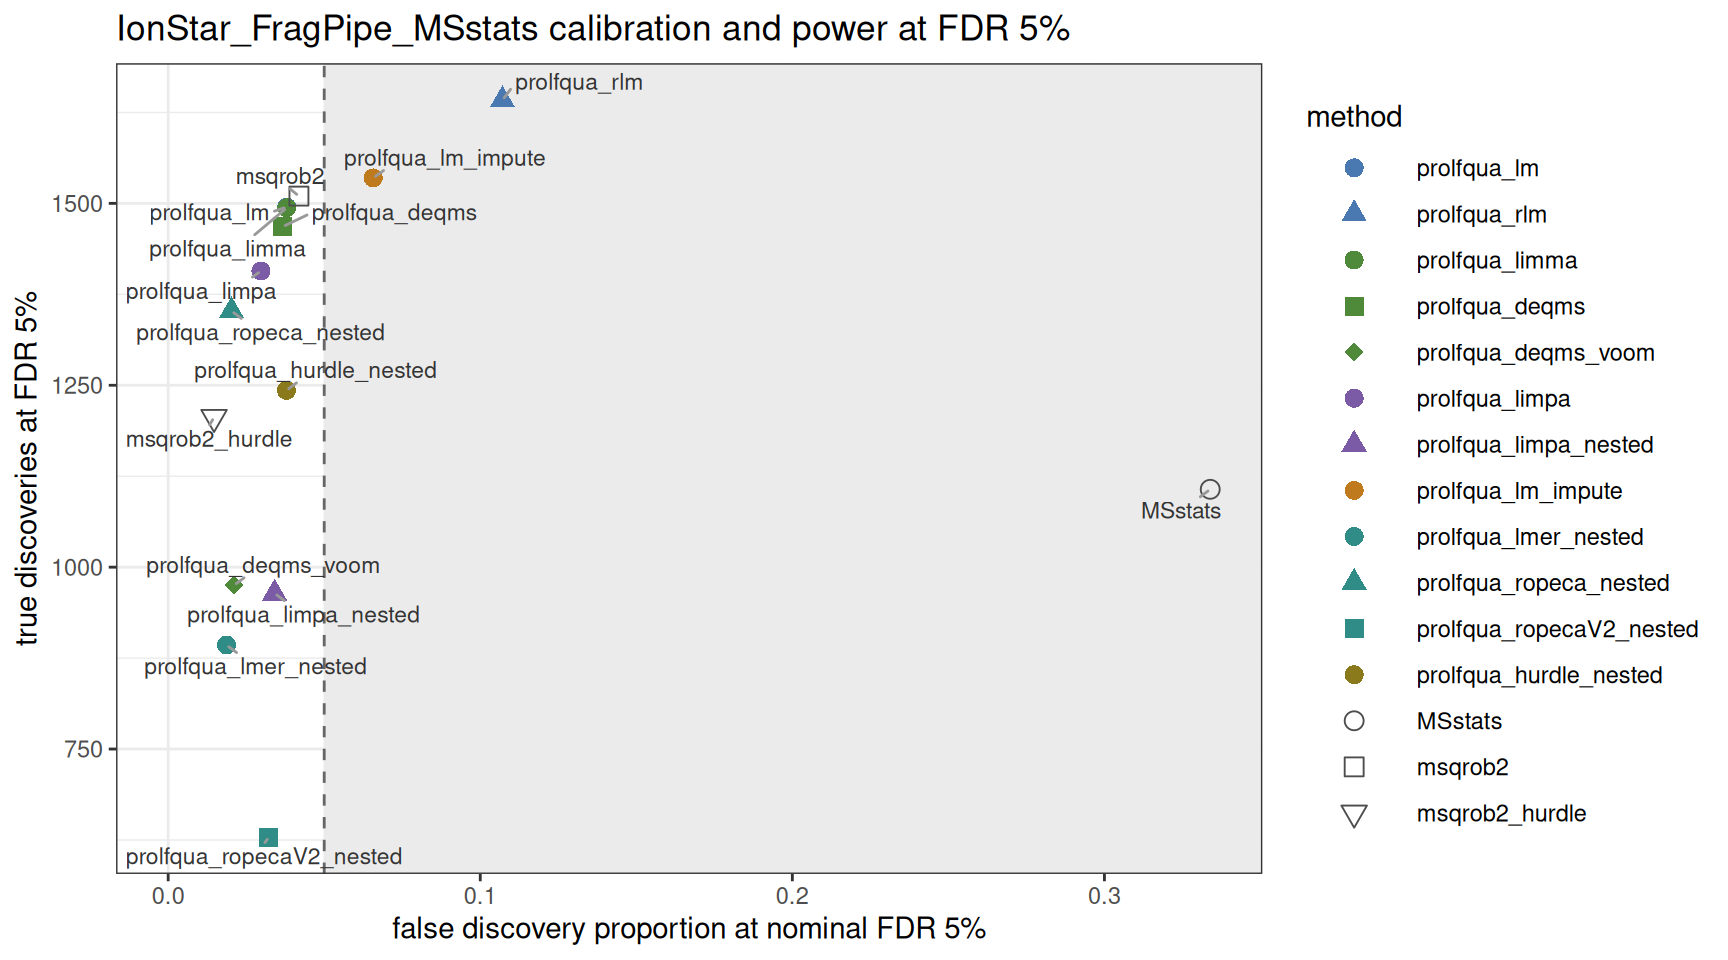 IonStar_FragPipe_MSstats calibration and power at FDR 5%
prolfqua_rlm
prolfqua_lm_impute
msqrob2
prolfqua_lm
prolfqua_deqms
prolfqua_limma
prolfqua_limpa
prolfqua_ropeca_nested
prolfqua_hurdle_nested
msqrob2_hurdle
MSstats
prolfqua_deqms_voom
prolfqua_limpa_nested
prolfqua_lmer_nested
prolfqua_ropecaV2_nested
1500
1250
1000
750
true discoveries at FDR 5%
0.0
0.1
0.2
0.3
false discovery proportion at nominal FDR 5%
method
prolfqua_lm
prolfqua_rlm
prolfqua_limma
prolfqua_deqms
prolfqua_deqms_voom
prolfqua_limpa
prolfqua_limpa_nested
prolfqua_lm_impute
prolfqua_lmer_nested
prolfqua_ropeca_nested
prolfqua_ropecaV2_nested
prolfqua_hurdle_nested
MSstats
msqrob2
msqrob2_hurdle